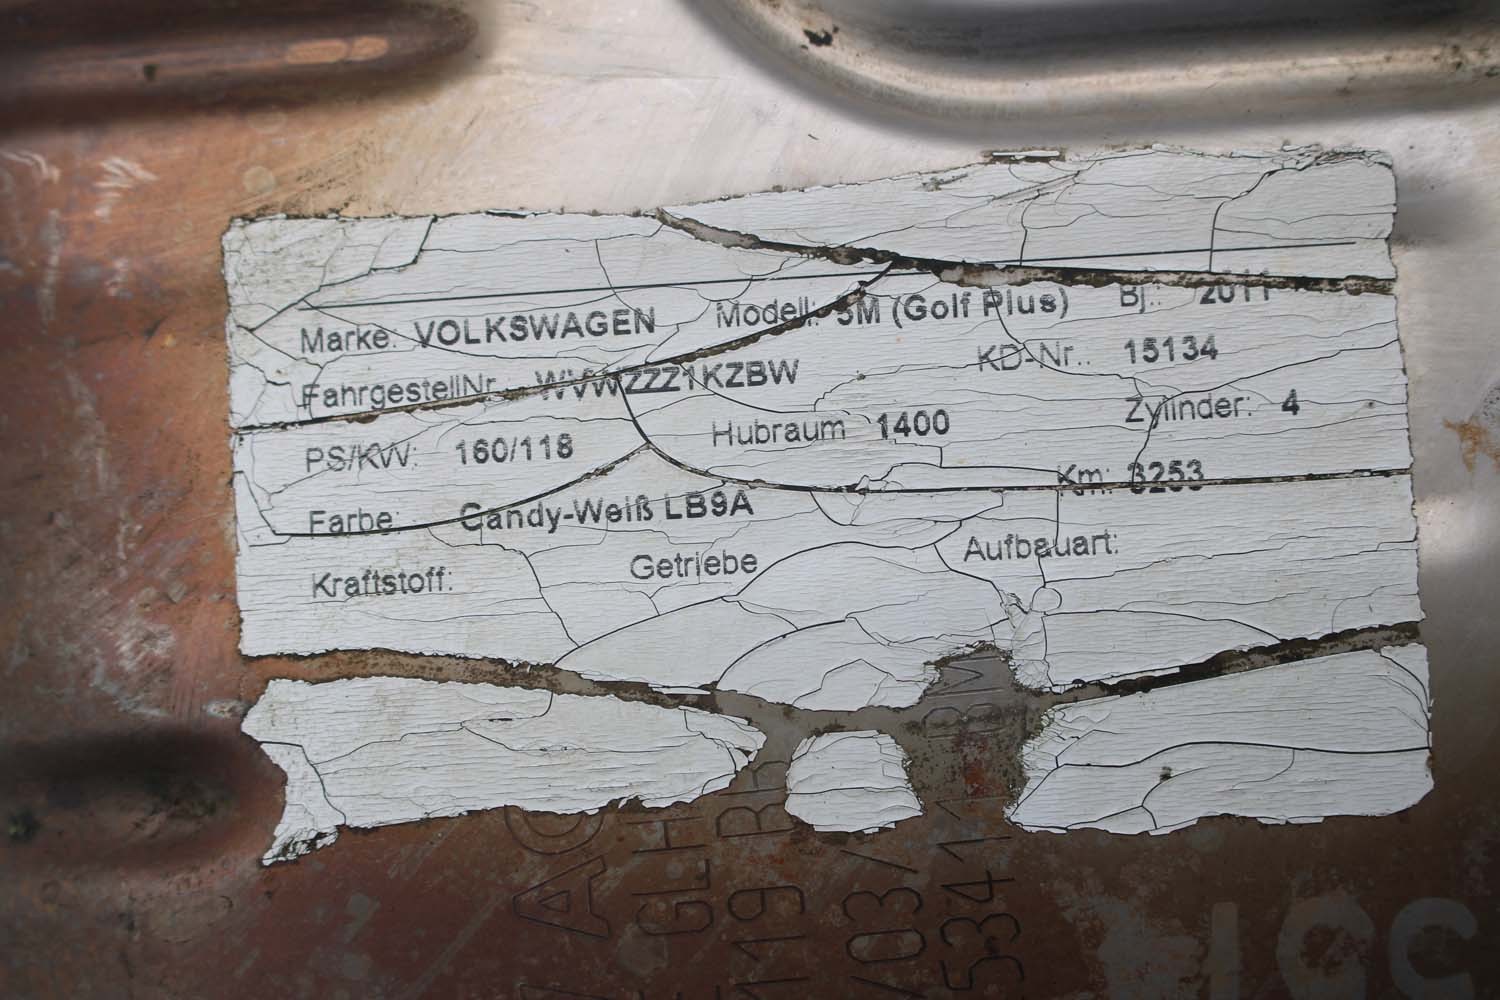 Marke: VOLKSWAGEN Modell: 5M (Golf Plus) Bj.: 2011
FahrgestellNr.. WVWZZZ1KZBW KD-Nr.. 15134
PS/KW: 160/118 Hubraum 1400 Zylinder: 4
Farbe: Candy-Weiß LB9A Km: 3253
Kraftstoff: Getriebe Aufbauart: